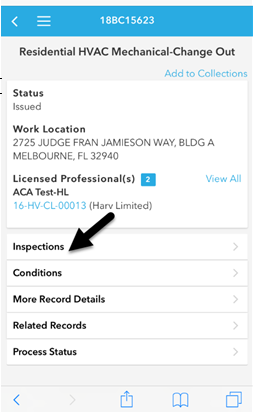 18BC15623
Residential HVAC Mechanical-Change Out
Add to Collections
Status
Issued
Work Location
2725 JUDGE FRAN JAMIESON WAY, BLDG A
MELBOURNE, FL 32940
Licensed Professional(s) 2 View All
ACA Test-HL
16-HV-CL-00013 (Harv Limited)
Inspections
Conditions
More Record Details
Related Records
Process Status